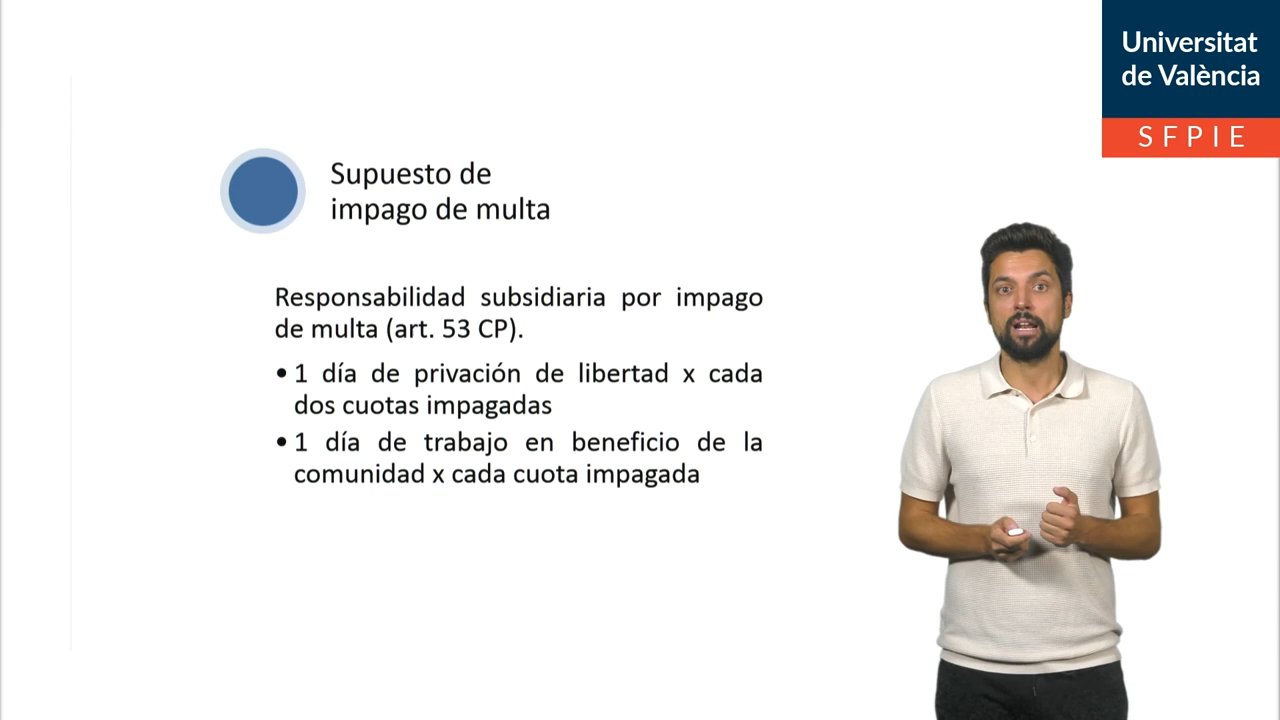 Universitat
de València
SFPIE
Supuesto de
impago de multa
Responsabilidad subsidiaria por impago
de multa (art. 53 CP).
• 1 día de privación de libertad x cada
dos cuotas impagadas
• 1 día de trabajo en beneficio de la
comunidad x cada cuota impagada